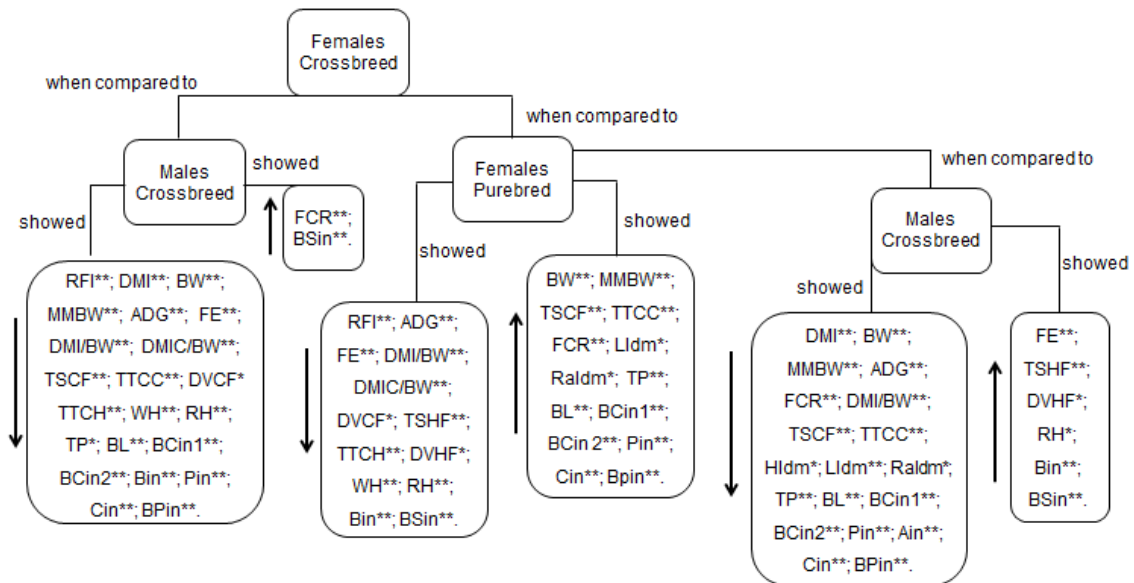 Females
Crossbreed
when compared to
when compared to
Males
Crossbreed
showed
showed
FCR**;
BSin**.
RFI**; DMI**; BW**;
MMBW**; ADG**; FE**;
DMI/BW**; DMIC/BW**;
TSCF**; TTCC**; DVCF*
TTCH**; WH**; RH**;
TP*; BL**; BCin1**;
BCin2**; Bin**; Pin**;
Cin**; BPin**.
Females
Purebred
showed
RFI**; ADG**;
FE**; DMI/BW**;
DMIC/BW**;
DVCF*; TSHF**;
TTCH**; DVHF*;
WH**; RH**;
Bin**; BSin**.
showed
BW**; MMBW**;
TSCF**; TTCC**;
FCR**; LIdm*;
RaIdm*; TP**;
BL**; BCin1**;
BCin 2**; Pin**;
Cin**; Bpin**.
when compared to
Males
Crossbreed
showed
DMI**; BW**;
MMBW**; ADG**;
FCR**; DMI/BW**;
TSCF**; TTCC**;
HIdm*; LIdm**; RaIdm*;
TP**; BL**; BCin1**;
BCin2**; Pin**; Ain**;
Cin**; BPin**.
showed
FE**;
TSHF**;
DVHF*;
RH*;
Bin**;
BSin**.